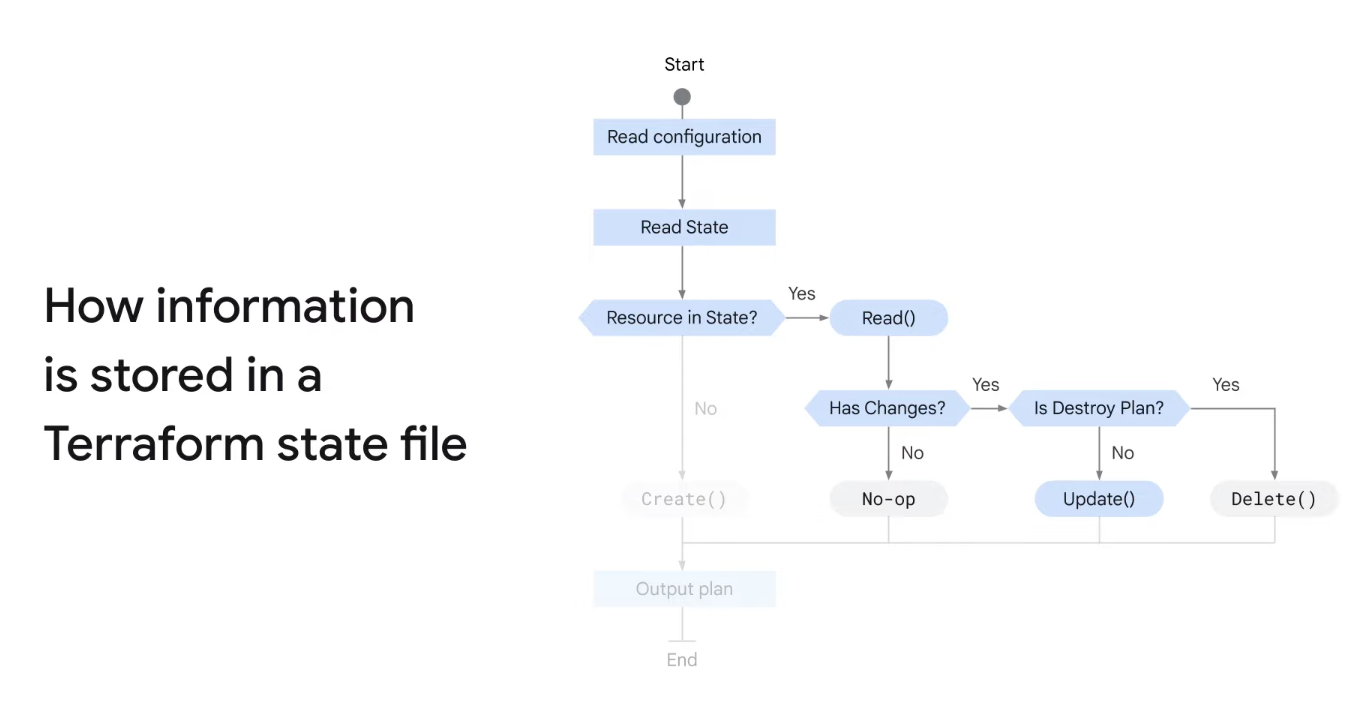 How information
is stored in a
Terraform state file
Start
Read configuration
Read State
Resource in State?
Yes
Read()
No
Has Changes?
Yes
Is Destroy Plan?
Yes
No
No
Create()
No-op
Update()
Delete()
Output plan
End